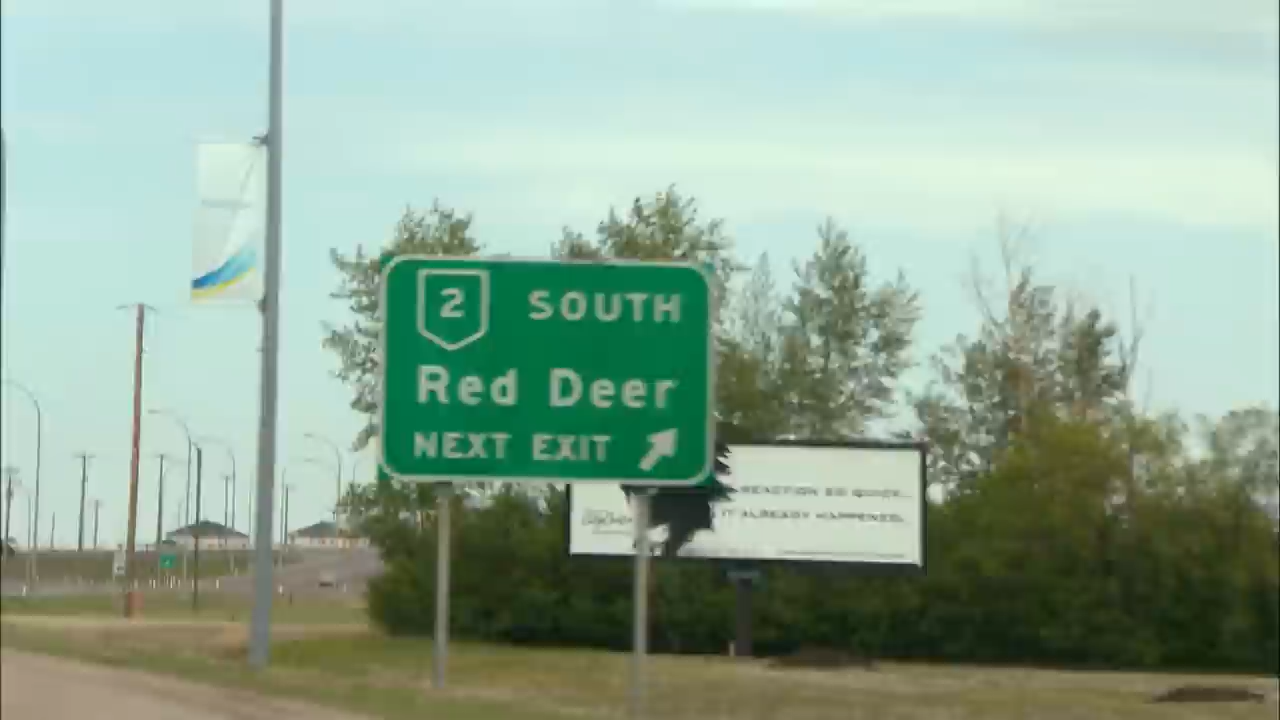 2 SOUTH
Red Deer
NEXT EXIT
REACTION SO QUICK...
IT ALREADY HAPPENED.